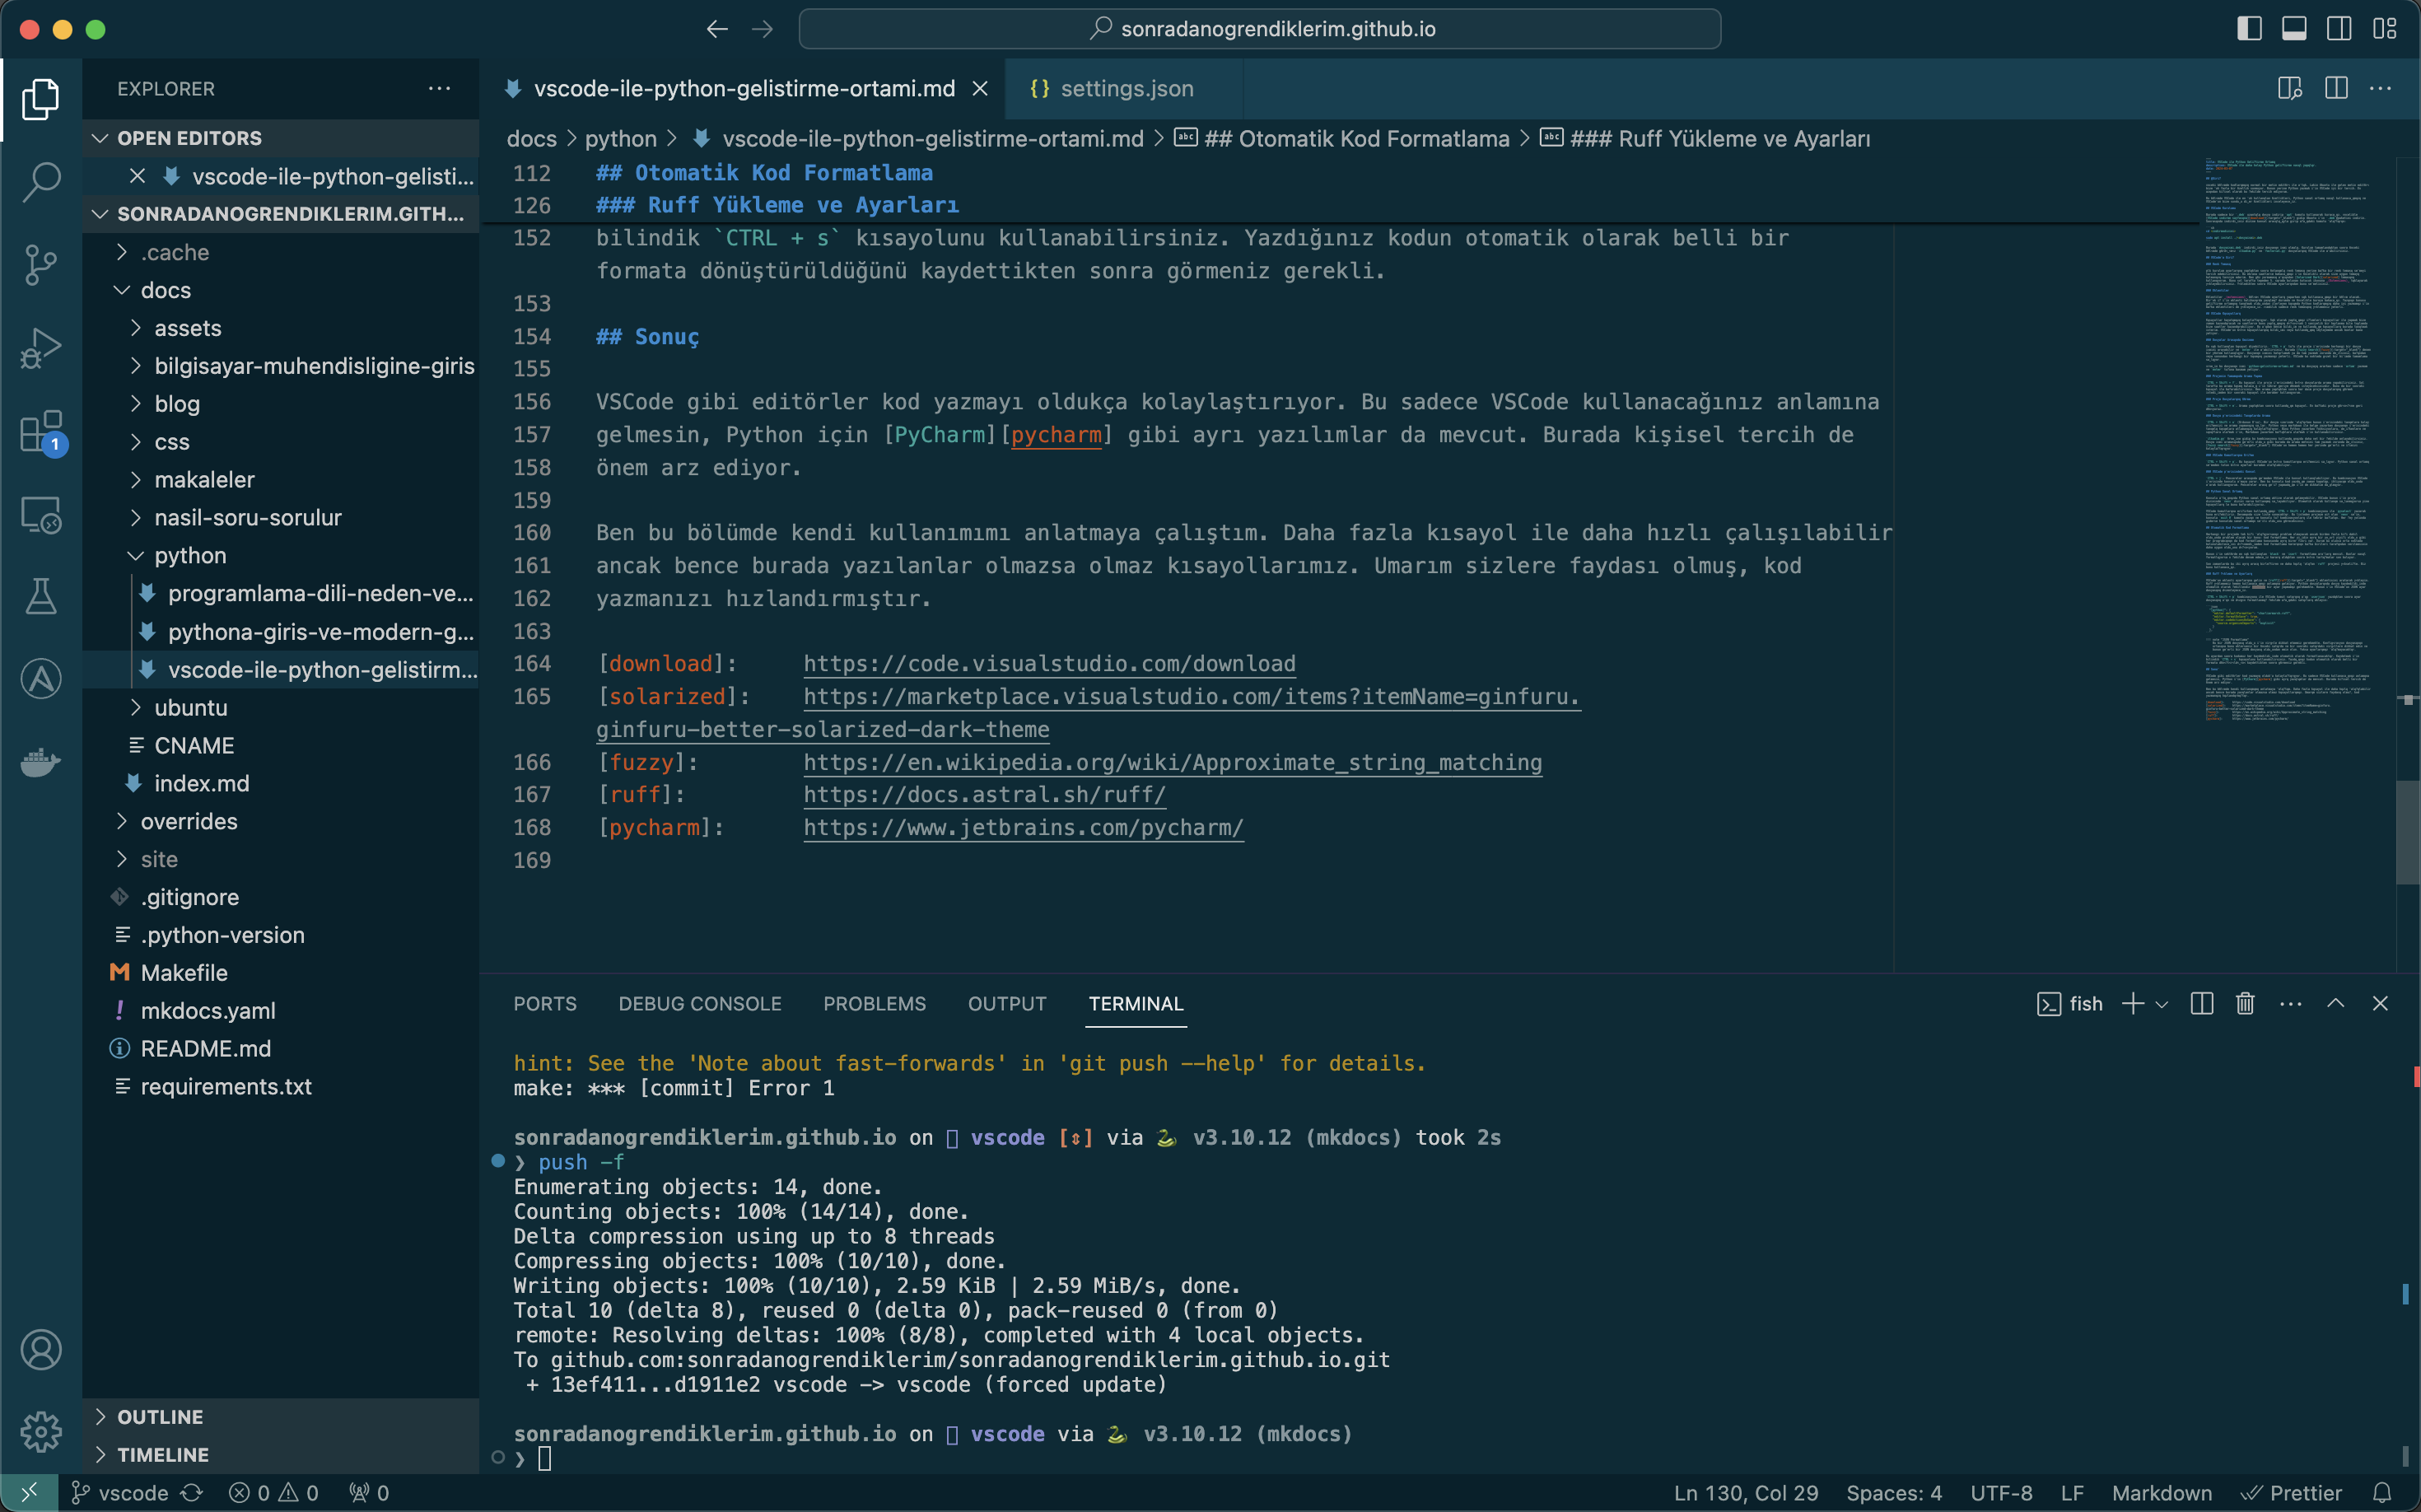 sonradanogrendiklerim.github.io
EXPLORER
OPEN EDITORS
vscode-ile-python-gelisti...
SONRADANOGRENDIKLERIM.GITH...
.cache
docs
assets
bilgisayar-muhendisligine-giris
blog
css
makaleler
nasil-soru-sorulur
python
programlama-dili-neden-ve...
pythona-giris-ve-modern-g...
vscode-ile-python-gelistirm...
ubuntu
CNAME
index.md
overrides
site
.gitignore
.python-version
Makefile
mkdocs.yaml
README.md
requirements.txt
OUTLINE
TIMELINE
1
vscode-ile-python-gelistirme-ortami.md
{} settings.json
docs > python > vscode-ile-python-gelistirme-ortami.md > ## Otomatik Kod Formatlama > ### Ruff Yükleme ve Ayarları
112 ## Otomatik Kod Formatlama
126 ### Ruff Yükleme ve Ayarları
152 bilindik `CTRL + s` kısayolunu kullanabilirsiniz. Yazdığınız kodun otomatik olarak belli bir
formata dönüştürüldüğünü kaydettikten sonra görmeniz gerekli.
153
154 ## Sonuç
155
156 VSCode gibi editörler kod yazmayı oldukça kolaylaştırıyor. Bu sadece VSCode kullanacağınız anlamına
157 gelmesin, Python için [PyCharm][pycharm] gibi ayrı yazılımlar da mevcut. Burada kişisel tercih de
158 önem arz ediyor.
159
160 Ben bu bölümde kendi kullanımımı anlatmaya çalıştım. Daha fazla kısayol ile daha hızlı çalışılabilir
161 ancak bence burada yazılanlar olmazsa olmaz kısayollarımız. Umarım sizlere faydası olmuş, kod
162 yazmanızı hızlandırmıştır.
163
164 [download]: https://code.visualstudio.com/download
165 [solarized]: https://marketplace.visualstudio.com/items?itemName=ginfuru.
ginfuru-better-solarized-dark-theme
166 [fuzzy]: https://en.wikipedia.org/wiki/Approximate_string_matching
167 [ruff]: https://docs.astral.sh/ruff/
168 [pycharm]: https://www.jetbrains.com/pycharm/
169
PORTS DEBUG CONSOLE PROBLEMS OUTPUT TERMINAL
fish
hint: See the 'Note about fast-forwards' in 'git push --help' for details.
make: *** [commit] Error 1
sonradanogrendiklerim.github.io on vscode [⇕] via 🐍 v3.10.12 (mkdocs) took 2s
❯ push -f
Enumerating objects: 14, done.
Counting objects: 100% (14/14), done.
Delta compression using up to 8 threads
Compressing objects: 100% (10/10), done.
Writing objects: 100% (10/10), 2.59 KiB | 2.59 MiB/s, done.
Total 10 (delta 8), reused 0 (delta 0), pack-reused 0 (from 0)
remote: Resolving deltas: 100% (8/8), completed with 4 local objects.
To github.com:sonradanogrendiklerim/sonradanogrendiklerim.github.io.git
+ 13ef411...d1911e2 vscode -> vscode (forced update)
sonradanogrendiklerim.github.io on vscode via 🐍 v3.10.12 (mkdocs)
❯
vscode 0 0 0
Ln 130, Col 29 Spaces: 4 UTF-8 LF Markdown Prettier